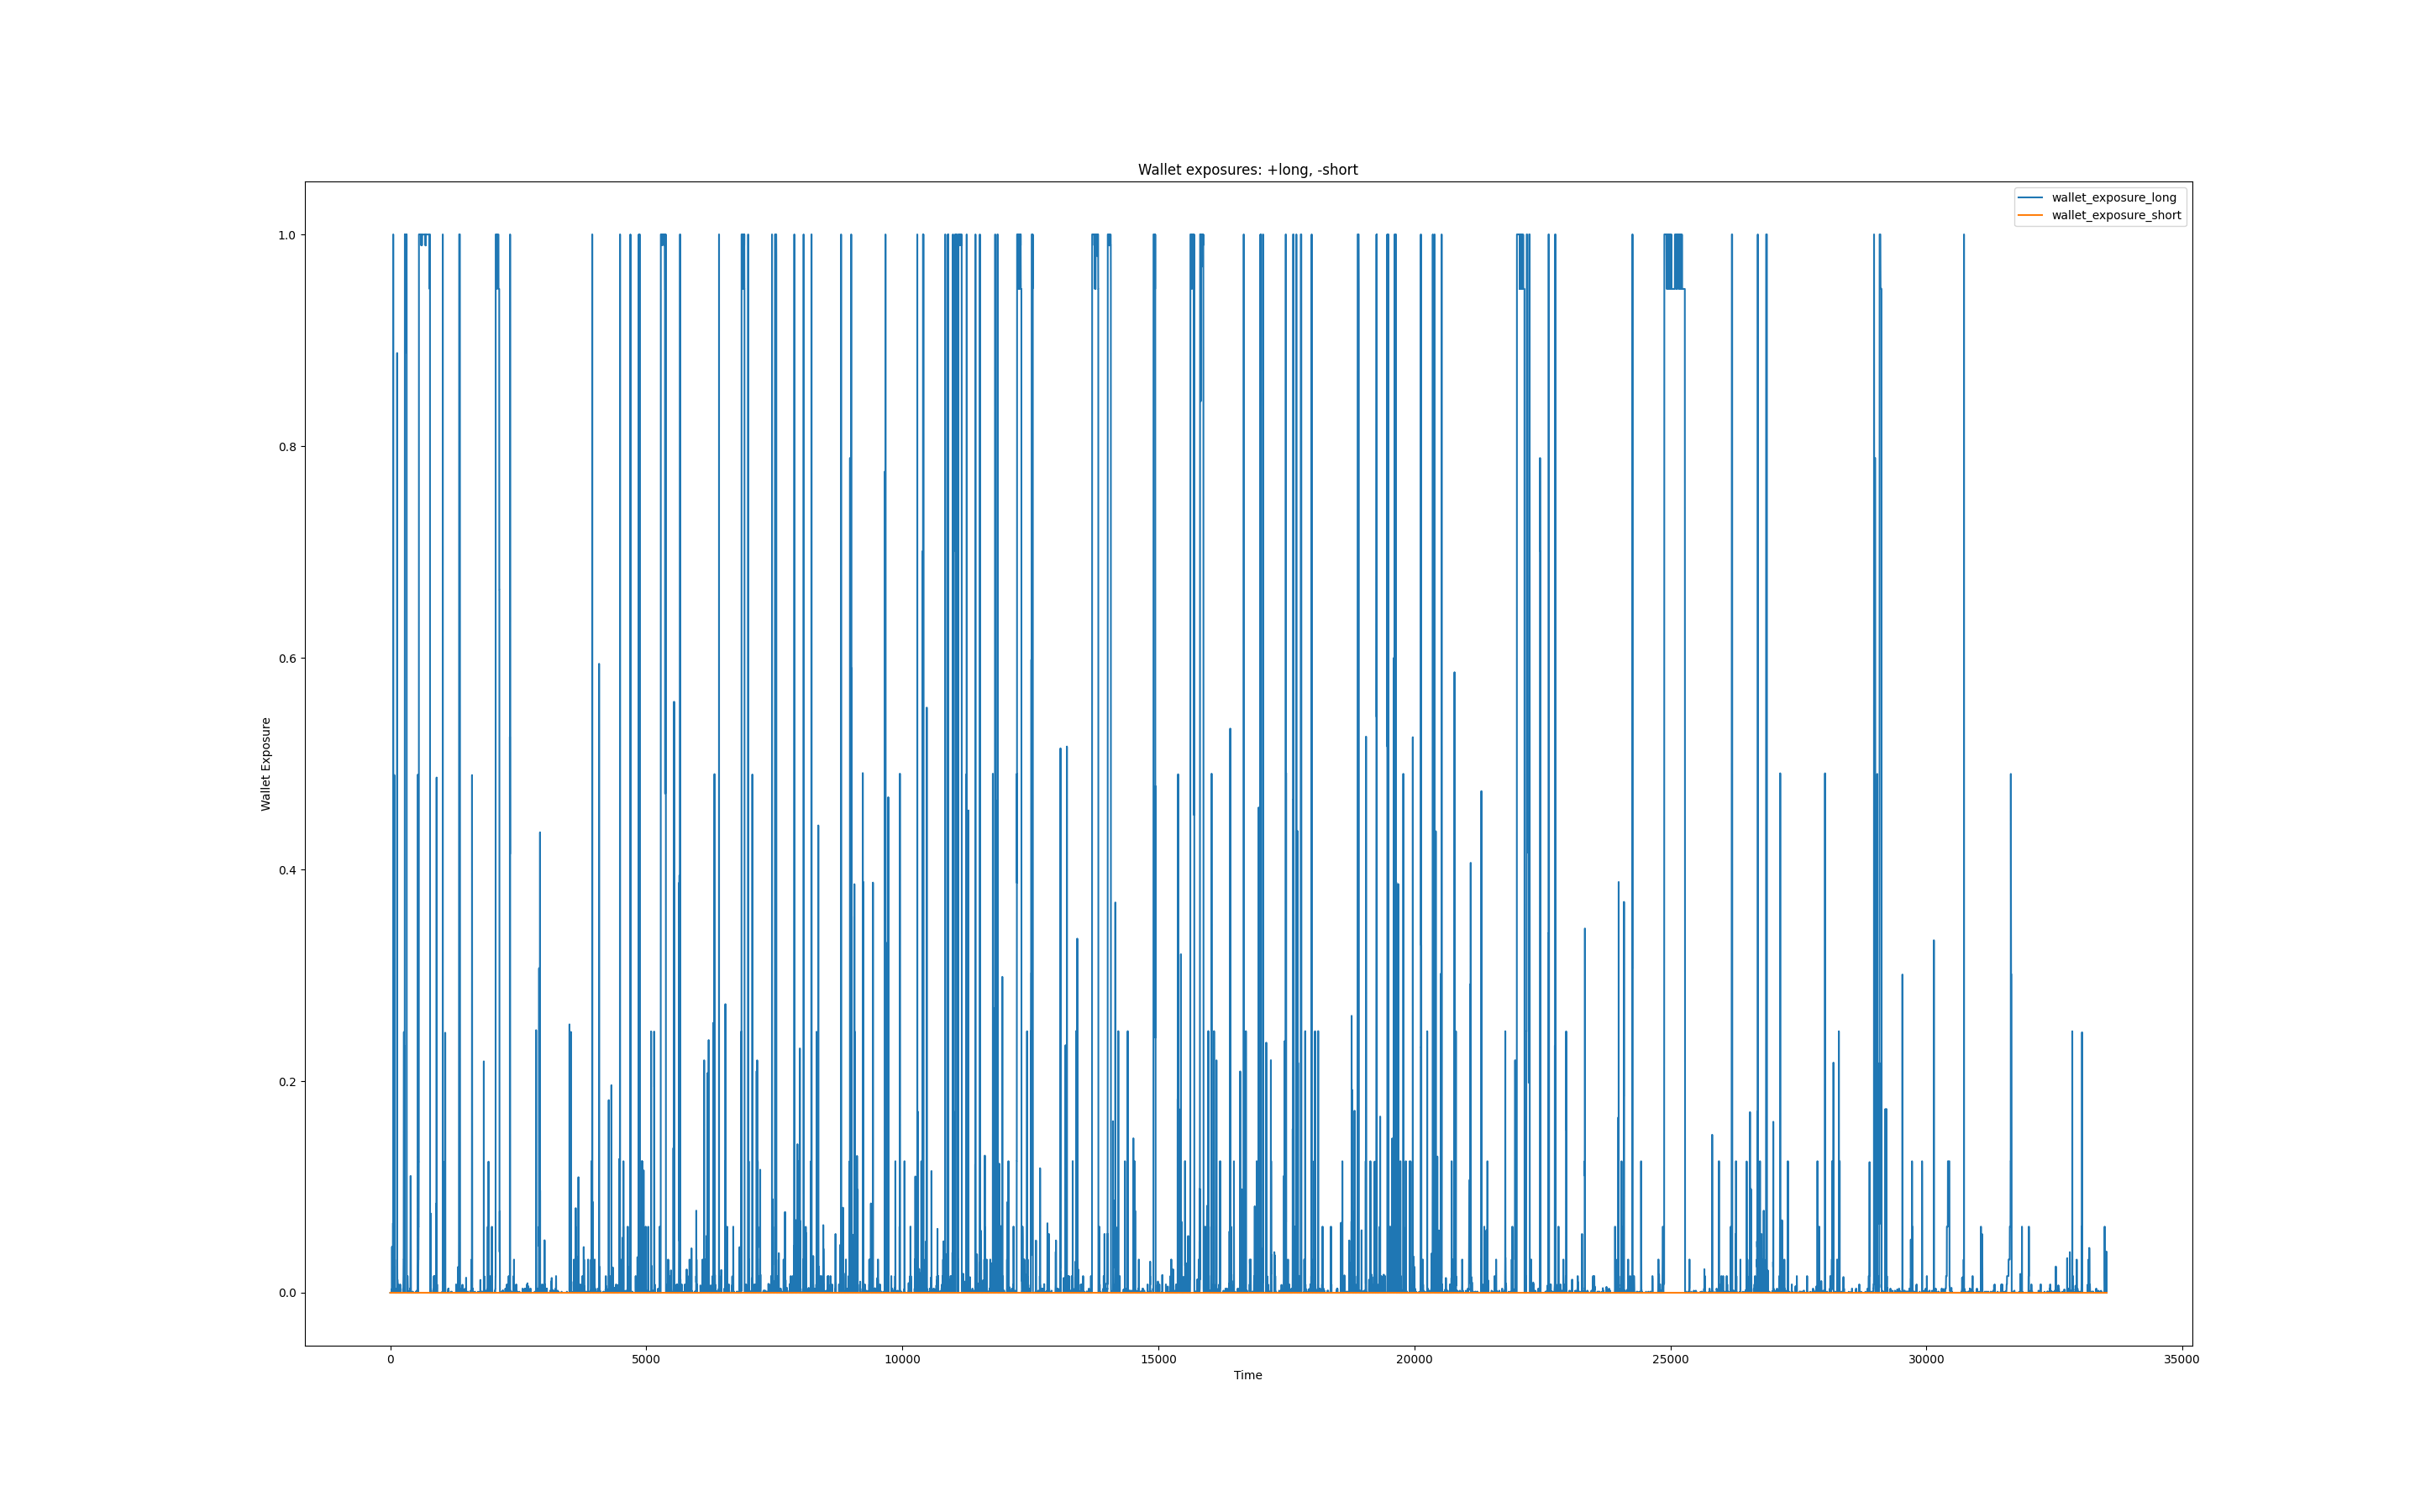 Wallet exposures: +long, -short
wallet_exposure_long
wallet_exposure_short
1.0
0.8
0.6
0.4
0.2
0.0
Wallet Exposure
0 5000 10000 15000 20000 25000 30000 35000
Time